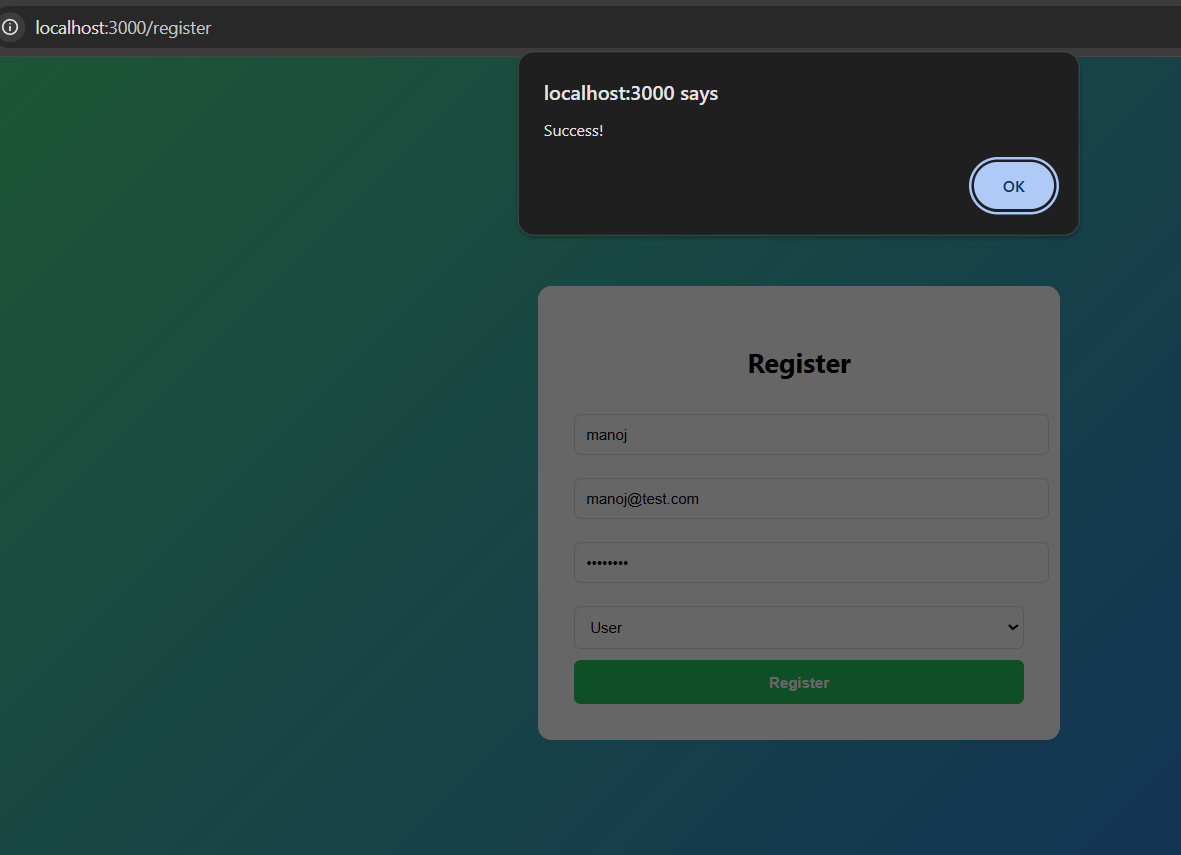 localhost:3000/register
localhost:3000 says
Success!
OK
Register
manoj
manoj@test.com
••••••••
User
Register